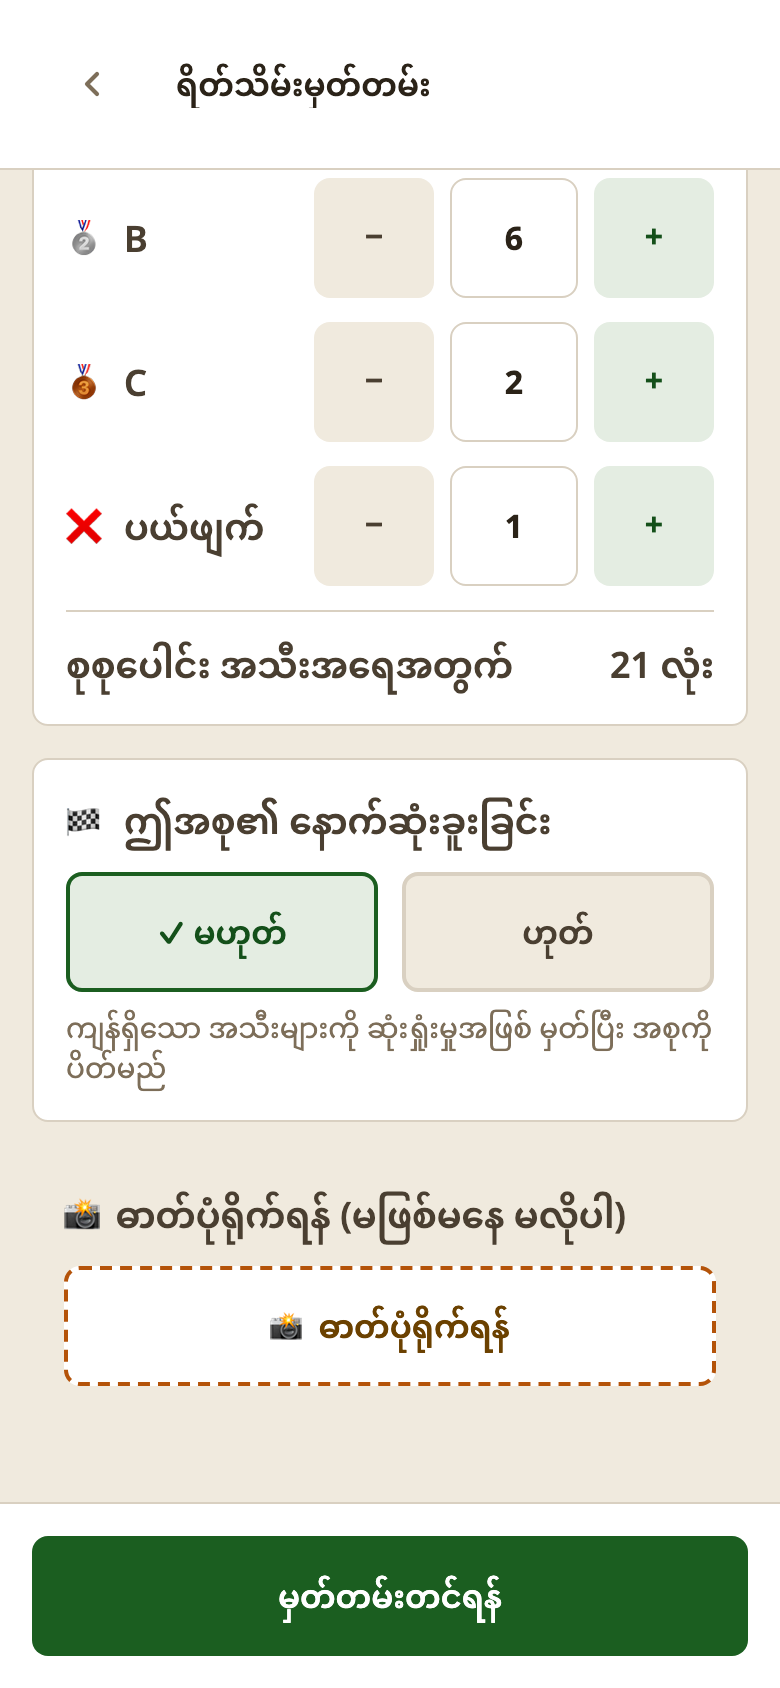 ရိတ်သိမ်းမှတ်တမ်း
B − 6 +
C − 2 +
ပယ်ဖျက် − 1 +
စုစုပေါင်း အသီးအရေအတွက် 21 လုံး
ဤအစု၏ နောက်ဆုံးခူးခြင်း
✓ မဟုတ် ဟုတ်
ကျန်ရှိသော အသီးများကို ဆုံးရှုံးမှုအဖြစ် မှတ်ပြီး အစုကို
ပိတ်မည်
ဓာတ်ပုံရိုက်ရန် (မဖြစ်မနေ မလိုပါ)
ဓာတ်ပုံရိုက်ရန်
မှတ်တမ်းတင်ရန်